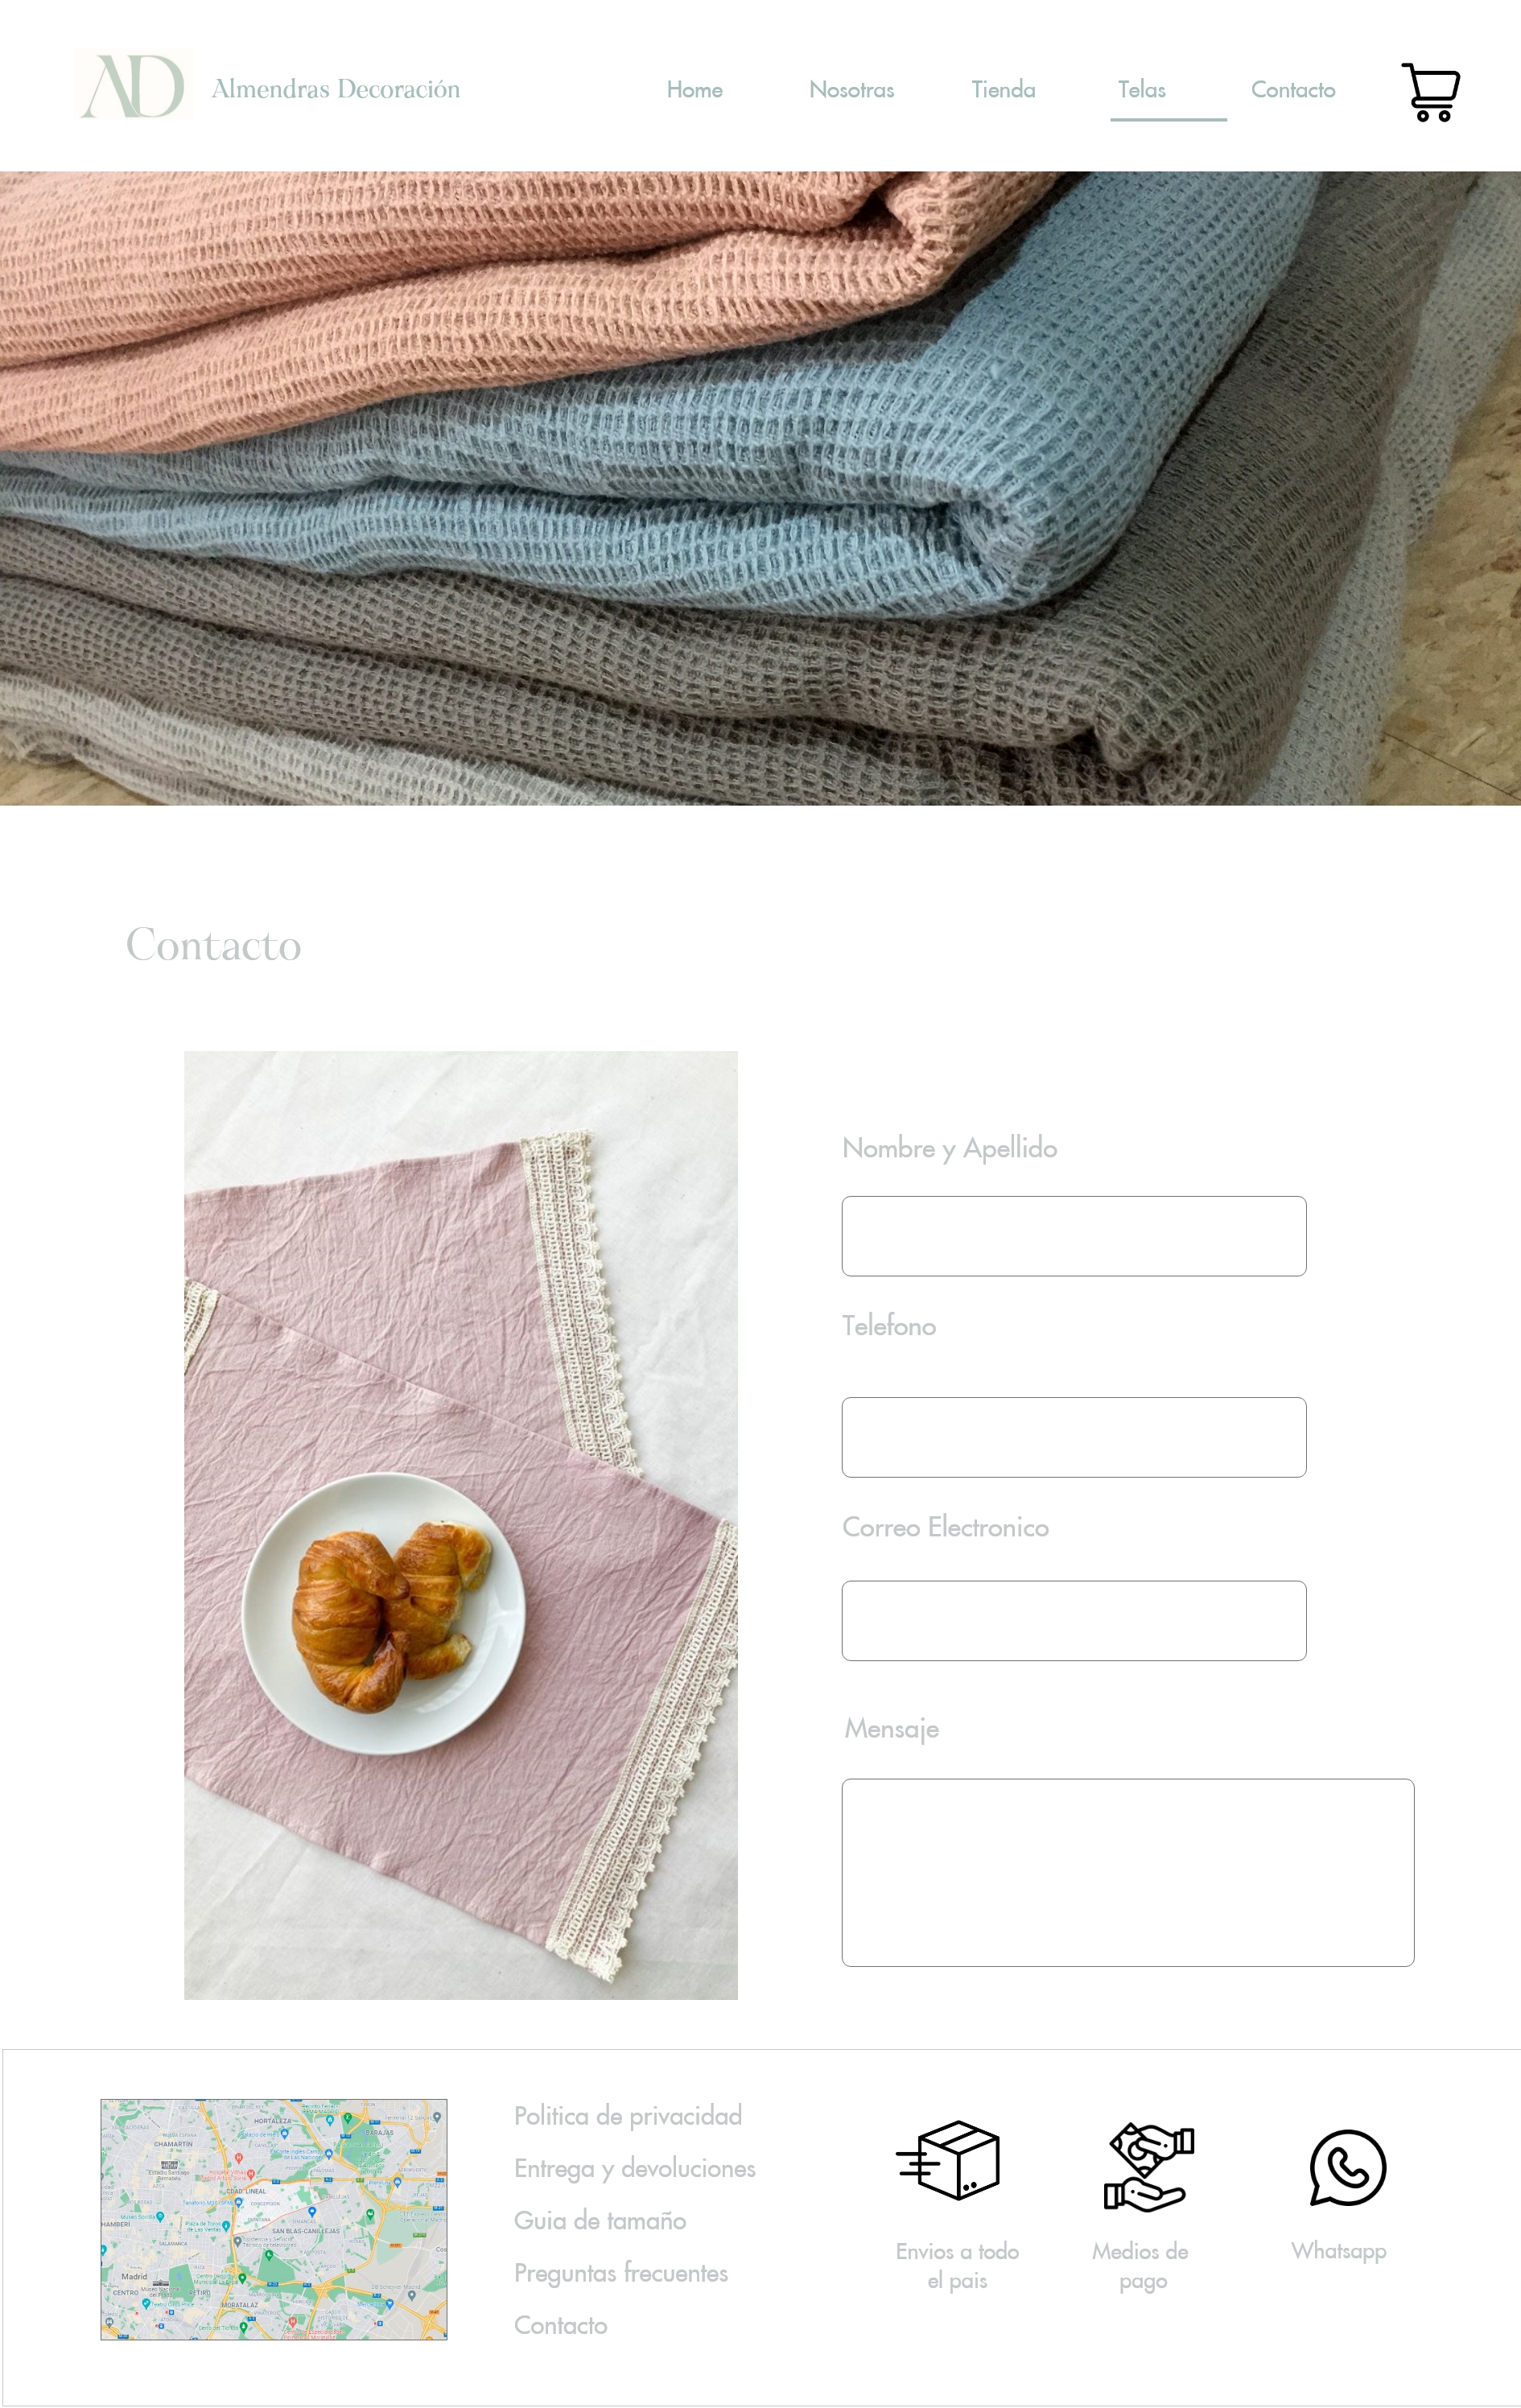 AD
Almendras Decoración
Home
Nosotras
Tienda
Telas
Contacto
Contacto
Nombre y Apellido
Telefono
Correo Electronico
Mensaje
HORTALEZA
BARAJAS
CHAMARTÍN
CDAD. LINEAL
SAN BLAS-CANILLEJAS
SALAMANCA
Madrid
CENTRO
RETIRO
MORATALAZ
Politica de privacidad
Entrega y devoluciones
Guia de tamaño
Preguntas frecuentes
Contacto
Envios a todo
el pais
Medios de
pago
Whatsapp